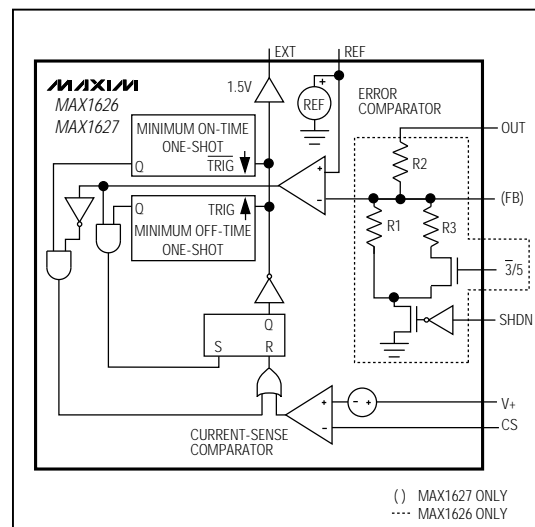 EXT REF
MAXIM
MAX1626
MAX1627
1.5V
+
REF
ERROR
COMPARATOR
OUT
MINIMUM ON-TIME
ONE-SHOT
Q TRIG
R2
+
-
(FB)
Q TRIG
MINIMUM OFF-TIME
ONE-SHOT
R1 R3
3/5
SHDN
Q
S R
+
-
- +
V+
CS
CURRENT-SENSE
COMPARATOR
( ) MAX1627 ONLY
---- MAX1626 ONLY